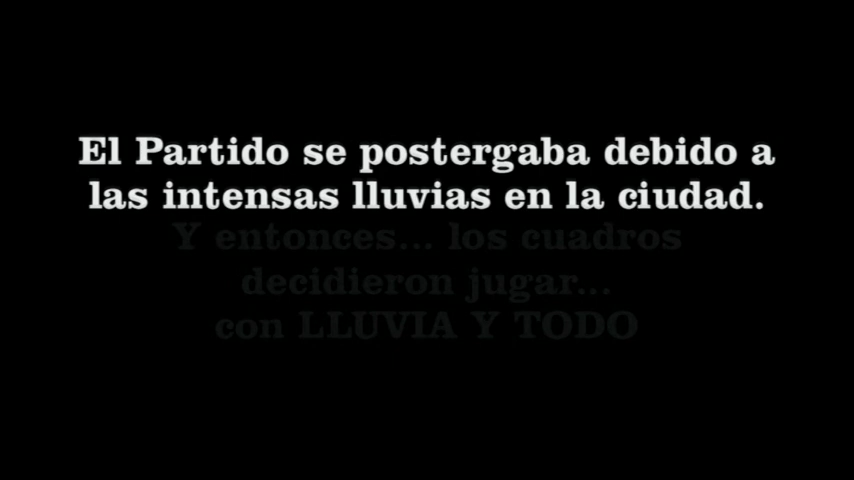 El Partido se postergaba debido a
las intensas lluvias en la ciudad.
Y entonces... los cuadros
decidieron jugar...
con LLUVIA Y TODO